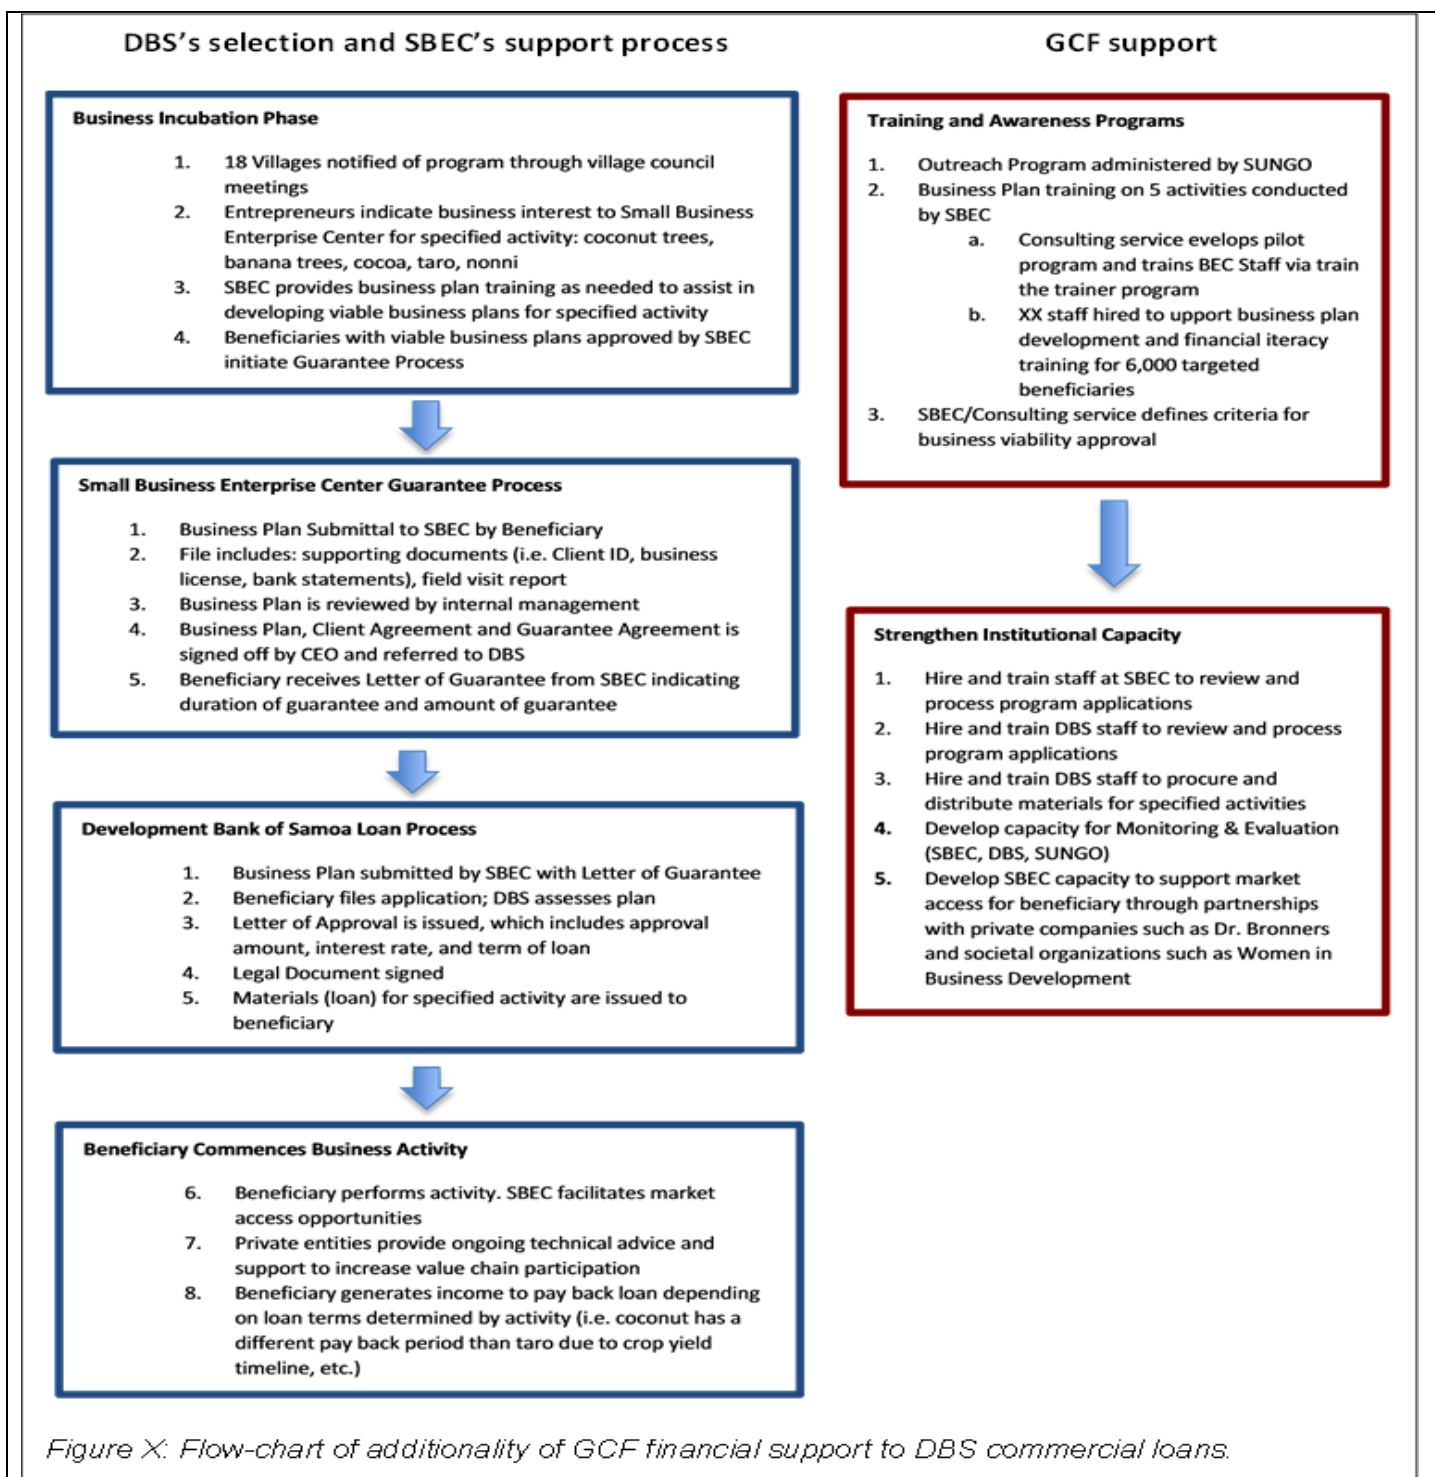 DBS's selection and SBEC's support process
Business Incubation Phase
1. 18 Villages notified of program through village council
meetings
2. Entrepreneurs indicate business interest to Small Business
Enterprise Center for specified activity: coconut trees,
banana trees, cocoa, taro, nonni
3. SBEC provides business plan training as needed to assist in
developing viable business plans for specified activity
4. Beneficiaries with viable business plans approved by SBEC
initiate Guarantee Process
Small Business Enterprise Center Guarantee Process
1. Business Plan Submittal to SBEC by Beneficiary
2. File includes: supporting documents (i.e. Client ID, business
license, bank statements), field visit report
3. Business Plan is reviewed by internal management
4. Business Plan, Client Agreement and Guarantee Agreement is
signed off by CEO and referred to DBS
5. Beneficiary receives Letter of Guarantee from SBEC indicating
duration of guarantee and amount of guarantee
Development Bank of Samoa Loan Process
1. Business Plan submitted by SBEC with Letter of Guarantee
2. Beneficiary files application; DBS assesses plan
3. Letter of Approval is issued, which includes approval
amount, interest rate, and term of loan
4. Legal Document signed
5. Materials (loan) for specified activity are issued to
beneficiary
Beneficiary Commences Business Activity
6. Beneficiary performs activity. SBEC facilitates market
access opportunities
7. Private entities provide ongoing technical advice and
support to increase value chain participation
8. Beneficiary generates income to pay back loan depending
on loan terms determined by activity (i.e. coconut has a
different pay back period than taro due to crop yield
timeline, etc.)
GCF support
Training and Awareness Programs
1. Outreach Program administered by SUNGO
2. Business Plan training on 5 activities conducted
by SBEC
a. Consulting service evelops pilot
program and trains BEC Staff via train
the trainer program
b. XX staff hired to upport business plan
development and financial iteracy
training for 6,000 targeted
beneficiaries
3. SBEC/Consulting service defines criteria for
business viability approval
Strengthen Institutional Capacity
1. Hire and train staff at SBEC to review and
process program applications
2. Hire and train DBS staff to review and process
program applications
3. Hire and train DBS staff to procure and
distribute materials for specified activities
4. Develop capacity for Monitoring & Evaluation
(SBEC, DBS, SUNGO)
5. Develop SBEC capacity to support market
access for beneficiary through partnerships
with private companies such as Dr. Bronners
and societal organizations such as Women in
Business Development
Figure X: Flow-chart of additionality of GCF financial support to DBS commercial loans.